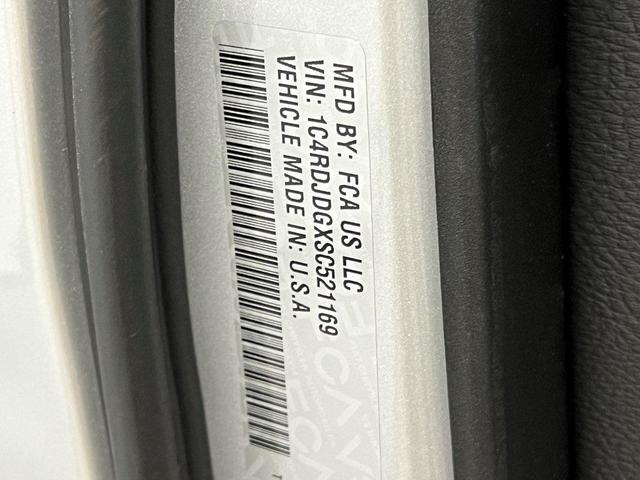 MFD BY: FCA US LLC
VIN: 1C4RDJDGXSC521169
VEHICLE MADE IN: U.S.A.